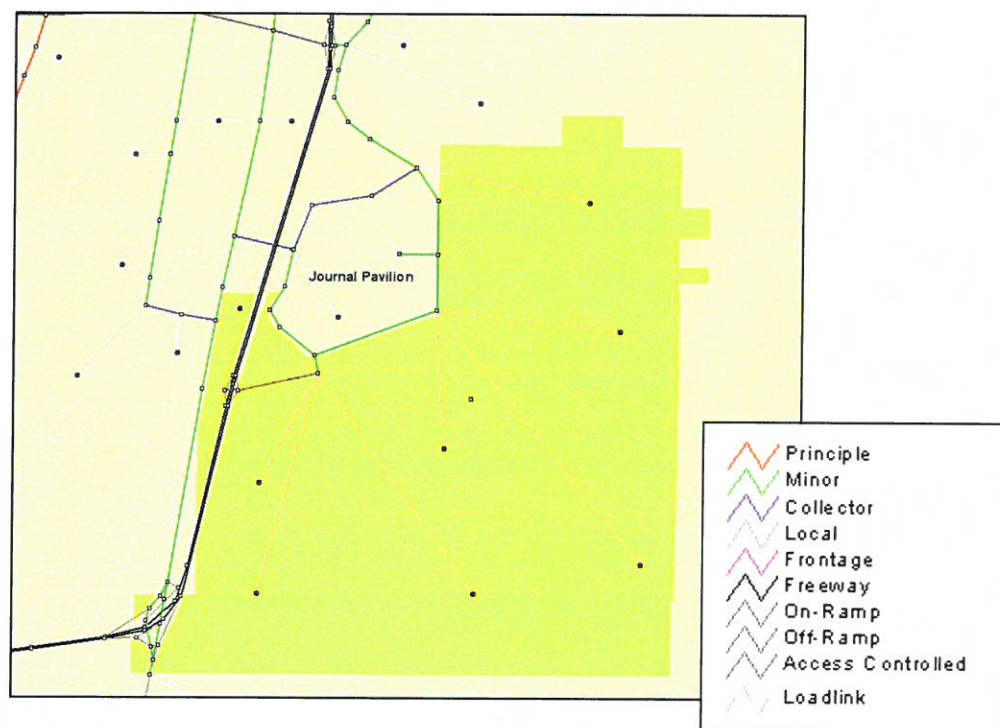 Journal Pavilion
Principle
Minor
Collector
Local
Frontage
Freeway
On-Ramp
Off-Ramp
Access Controlled
Loadlink